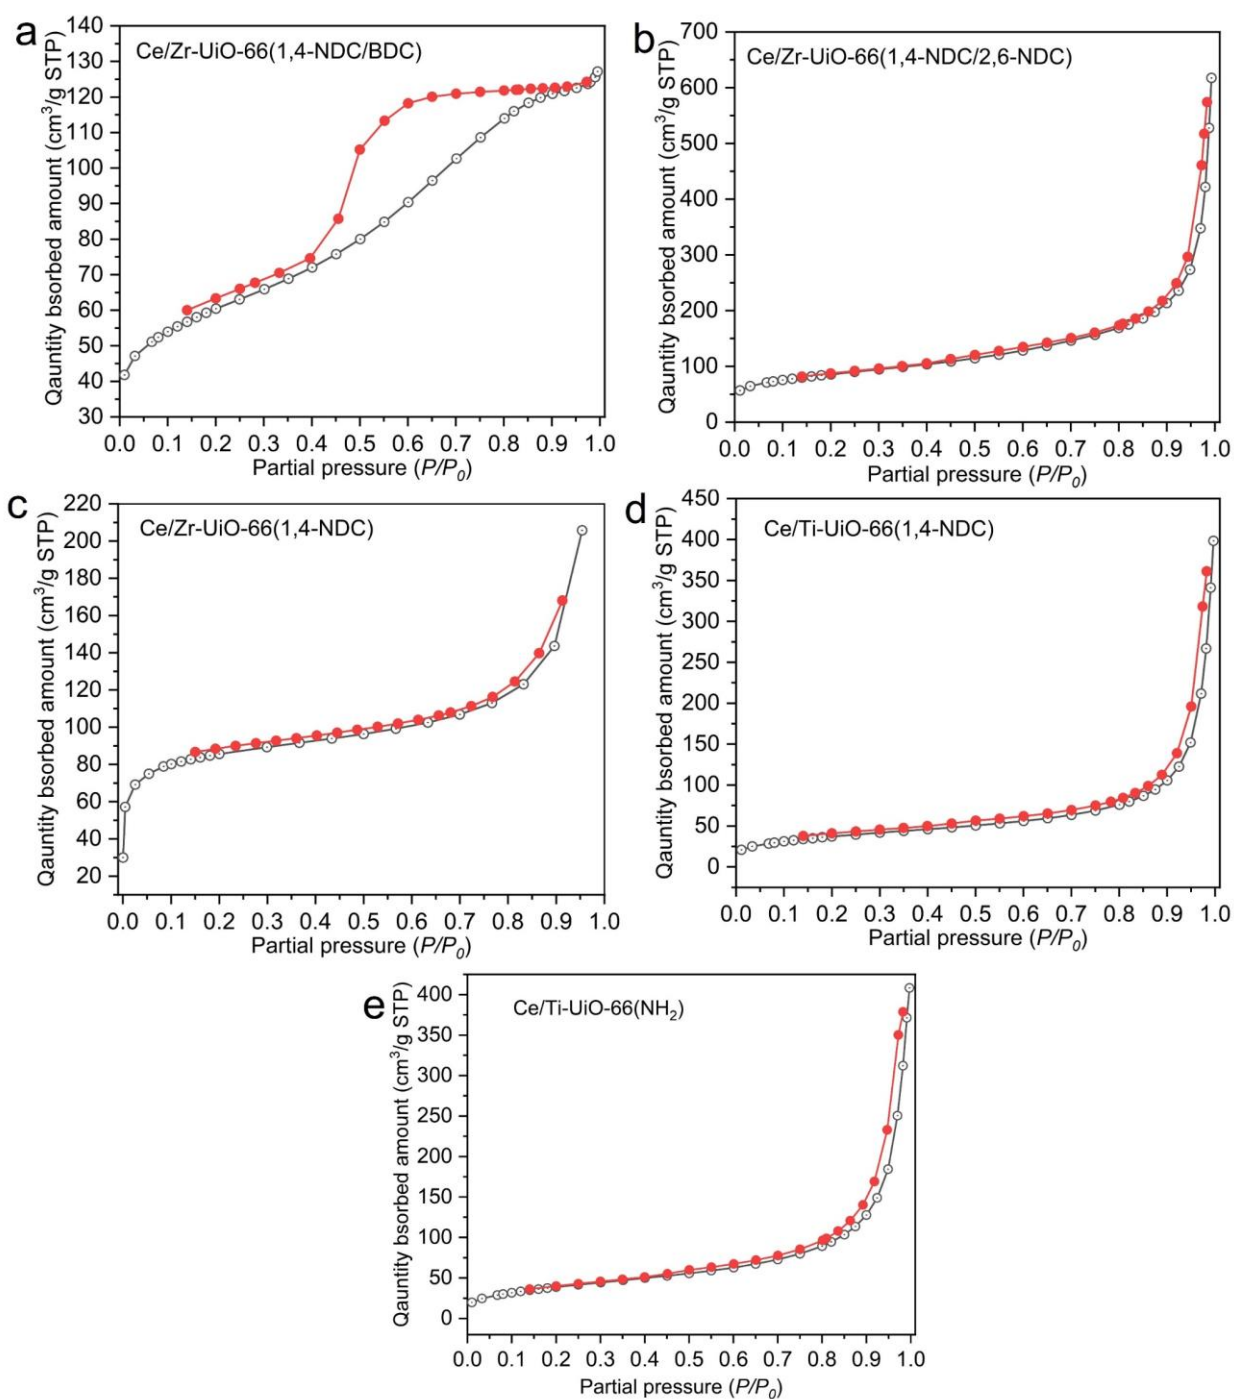 a
Ce/Zr-UiO-66(1,4-NDC/BDC)
Qauntity bsorbed amount (cm³/g STP)
140
130
120
110
100
90
80
70
60
50
40
30
0.0 0.1 0.2 0.3 0.4 0.5 0.6 0.7 0.8 0.9 1.0
Partial pressure (P/P₀)
b
Ce/Zr-UiO-66(1,4-NDC/2,6-NDC)
Qauntity bsorbed amount (cm³/g STP)
700
600
500
400
300
200
100
0
0.0 0.1 0.2 0.3 0.4 0.5 0.6 0.7 0.8 0.9 1.0
Partial pressure (P/P₀)
c
Ce/Zr-UiO-66(1,4-NDC)
Qauntity bsorbed amount (cm³/g STP)
220
200
180
160
140
120
100
80
60
40
20
0.0 0.1 0.2 0.3 0.4 0.5 0.6 0.7 0.8 0.9 1.0
Partial pressure (P/P₀)
d
Ce/Ti-UiO-66(1,4-NDC)
Qauntity bsorbed amount (cm³/g STP)
450
400
350
300
250
200
150
100
50
0
0.0 0.1 0.2 0.3 0.4 0.5 0.6 0.7 0.8 0.9 1.0
Partial pressure (P/P₀)
e
Ce/Ti-UiO-66(NH₂)
Qauntity bsorbed amount (cm³/g STP)
400
350
300
250
200
150
100
50
0
0.0 0.1 0.2 0.3 0.4 0.5 0.6 0.7 0.8 0.9 1.0
Partial pressure (P/P₀)